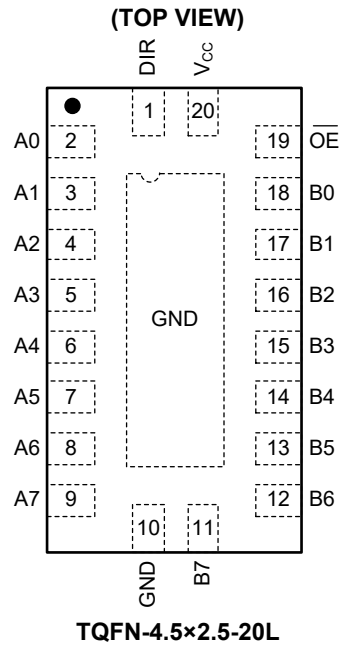 (TOP VIEW)
DIR VCC
1 20
A0 2 19 OE
A1 3 18 B0
A2 4 17 B1
A3 5 16 B2
GND
A4 6 15 B3
A5 7 14 B4
A6 8 13 B5
A7 9 12 B6
10 11
GND B7
TQFN-4.5×2.5-20L